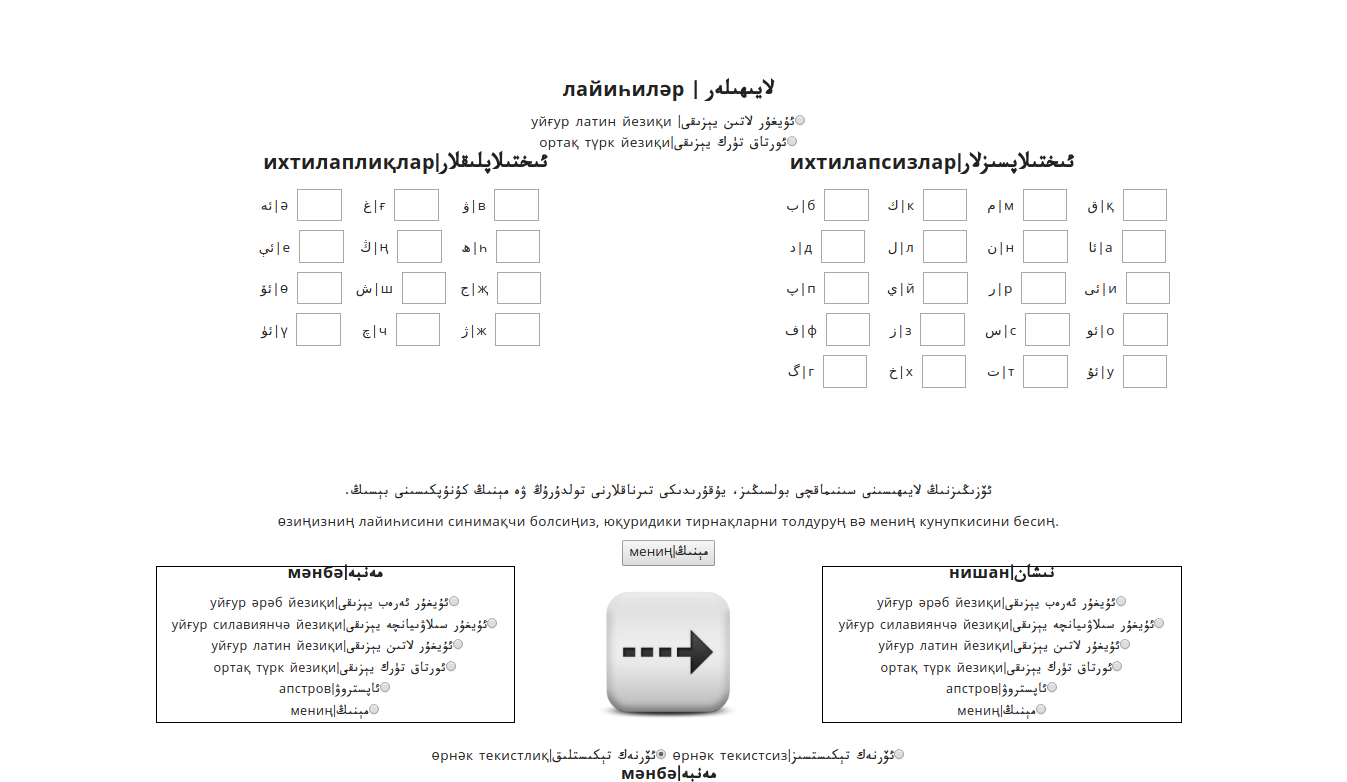 лайиһиләр | لايىھىلەر
уйғур латин йезиқи |ئۇيغۇر لاتىن يېزىقى
ортақ түрк йезиқи|ئورتاق تۈرك يېزىقى
ихтилаплиқлар|ئىختىلاپلىقلار
ئە|ә غ|ғ ۋ|в
ئې|е ڭ|ң ھ|һ
ئۆ|ө ش|ш ج|җ
ئۈ|ү چ|ч ژ|ж
ихтилапсизлар|ئىختىلاپسىزلار
ب|б ك|к م|м ق|қ
د|д ل|л ن|н ئا|а
پ|п ي|й ر|р ئى|и
ف|ф ز|з س|с ئو|о
گ|г خ|х ت|т ئۇ|у
ئۆزىڭىزنىڭ لايىھىسىنى سىنىماقچى بولسىڭىز، يۇقۇرىدىكى تىرناقلارنى تولدۇرۇڭ ۋە مېنىڭ كۇنۇپكىسىنى بېسىڭ.
өзиңизниң лайиһисини синимақчи болсиңиз, юқуридики тирнақларни толдуруң вә мениң кунупкисини бесиң.
мениң|مېنىڭ
мәнбә|مەنبە
уйғур әрәб йезиқи|ئۇيغۇر ئەرەب يېزىقى
уйғур силавиянчә йезиқи|ئۇيغۇر سىلاۋىيانچە يېزىقى
уйғур латин йезиқи|ئۇيغۇر لاتىن يېزىقى
ортақ түрк йезиқи|ئورتاق تۈرك يېزىقى
апстров|ئاپستروۋ
мениң|مېنىڭ
нишан|نىشان
уйғур әрәб йезиқи|ئۇيغۇر ئەرەب يېزىقى
уйғур силавиянчә йезиқи|ئۇيغۇر سىلاۋىيانچە يېزىقى
уйғур латин йезиқи|ئۇيغۇر لاتىن يېزىقى
ортақ түрк йезиқи|ئورتاق تۈرك يېزىقى
апстров|ئاپستروۋ
мениң|مېنىڭ
өрнәк текистлиқ|ئۆرنەك تېكىستلىق өрнәк текистсиз|ئۆرنەك تېكىستسىز
мәнбә|مەنبە